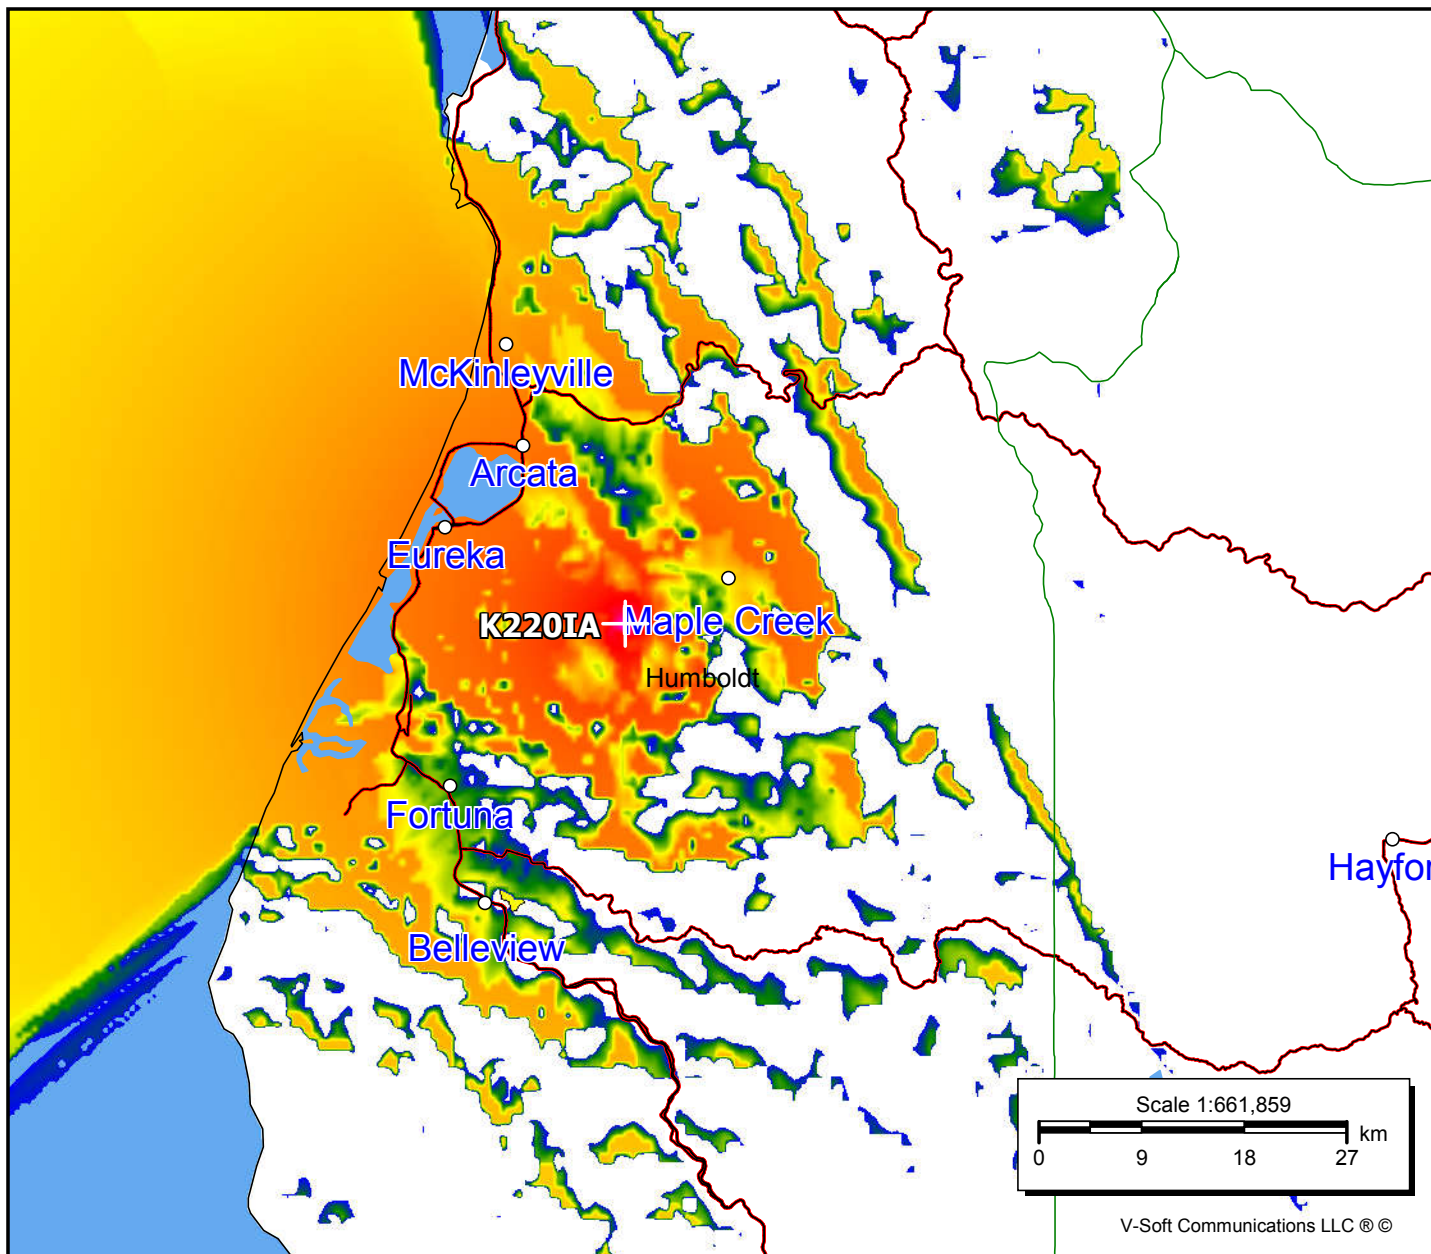 McKinleyville
Arcata
Eureka
K220IA
Maple Creek
Humboldt
Fortuna
Hayfor
Belleview
Scale 1:661,859
km
0 9 18 27
V-Soft Communications LLC ® ©